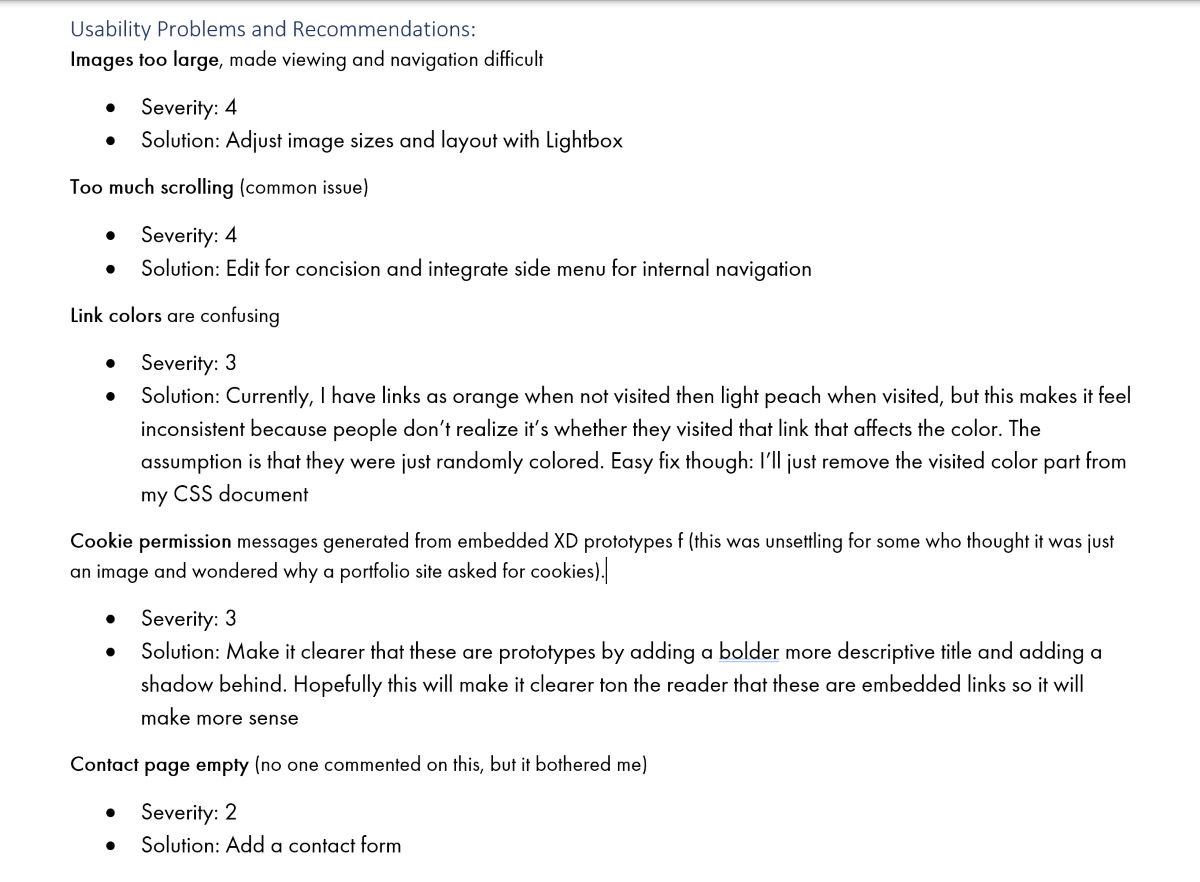 Usability Problems and Recommendations:
Images too large, made viewing and navigation difficult
● Severity: 4
● Solution: Adjust image sizes and layout with Lightbox
Too much scrolling (common issue)
● Severity: 4
● Solution: Edit for concision and integrate side menu for internal navigation
Link colors are confusing
● Severity: 3
● Solution: Currently, I have links as orange when not visited then light peach when visited, but this makes it feel
inconsistent because people don’t realize it’s whether they visited that link that affects the color. The
assumption is that they were just randomly colored. Easy fix though: I’ll just remove the visited color part from
my CSS document
Cookie permission messages generated from embedded XD prototypes f (this was unsettling for some who thought it was just
an image and wondered why a portfolio site asked for cookies).
● Severity: 3
● Solution: Make it clearer that these are prototypes by adding a bolder more descriptive title and adding a
shadow behind. Hopefully this will make it clearer ton the reader that these are embedded links so it will
make more sense
Contact page empty (no one commented on this, but it bothered me)
● Severity: 2
● Solution: Add a contact form